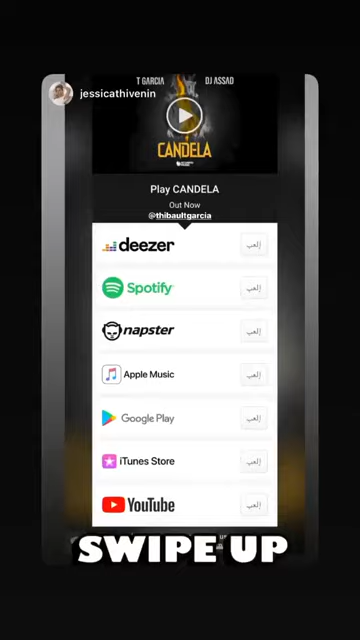 jessicathivenin
T GARCIA DJ ASSAD
CANDELA
Play CANDELA
Out Now
@thibaultgarcia
deezer إلعب
Spotify إلعب
napster إلعب
Apple Music إلعب
Google Play إلعب
iTunes Store إلعب
YouTube إلعب
SWIPE UP